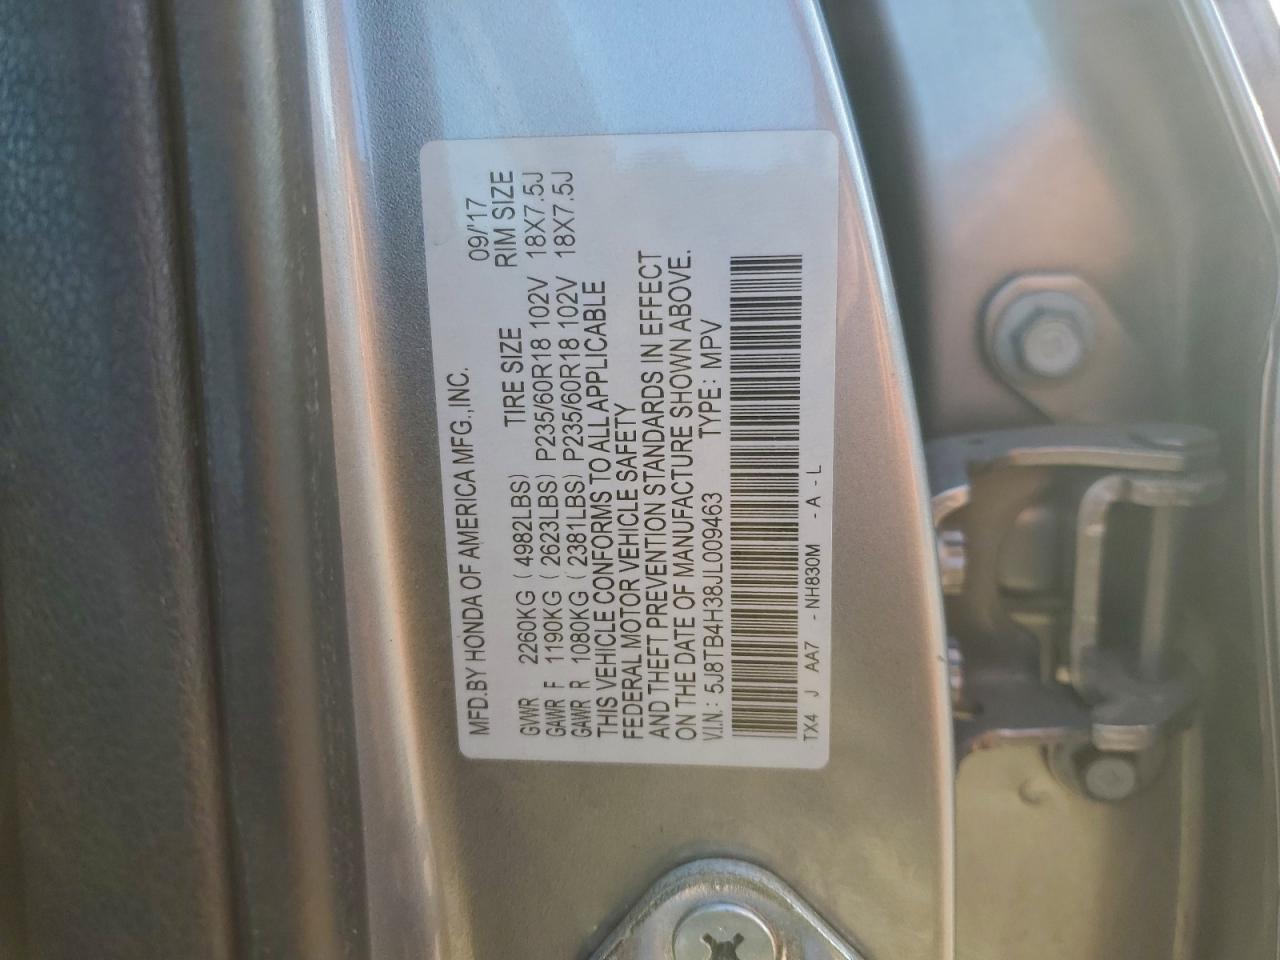 MFD.BY HONDA OF AMERICA MFG.,INC. 09/'17
TIRE SIZE RIM SIZE
GVWR 2260KG ( 4982LBS)
GAWR F 1190KG ( 2623LBS) P235/60R18 102V 18X7.5J
GAWR R 1080KG ( 2381LBS) P235/60R18 102V 18X7.5J
THIS VEHICLE CONFORMS TO ALL APPLICABLE
FEDERAL MOTOR VEHICLE SAFETY
AND THEFT PREVENTION STANDARDS IN EFFECT
ON THE DATE OF MANUFACTURE SHOWN ABOVE.
V.I.N.: 5J8TB4H38JL009463 TYPE: MPV
TX4 J AA7 - NH830M - A - L